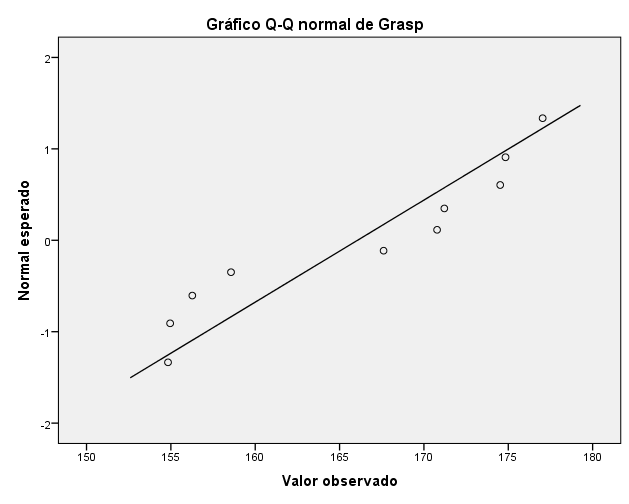 Gráfico Q-Q normal de Grasp
2
1
0
-1
-2
Normal esperado
150 155 160 165 170 175 180
Valor observado